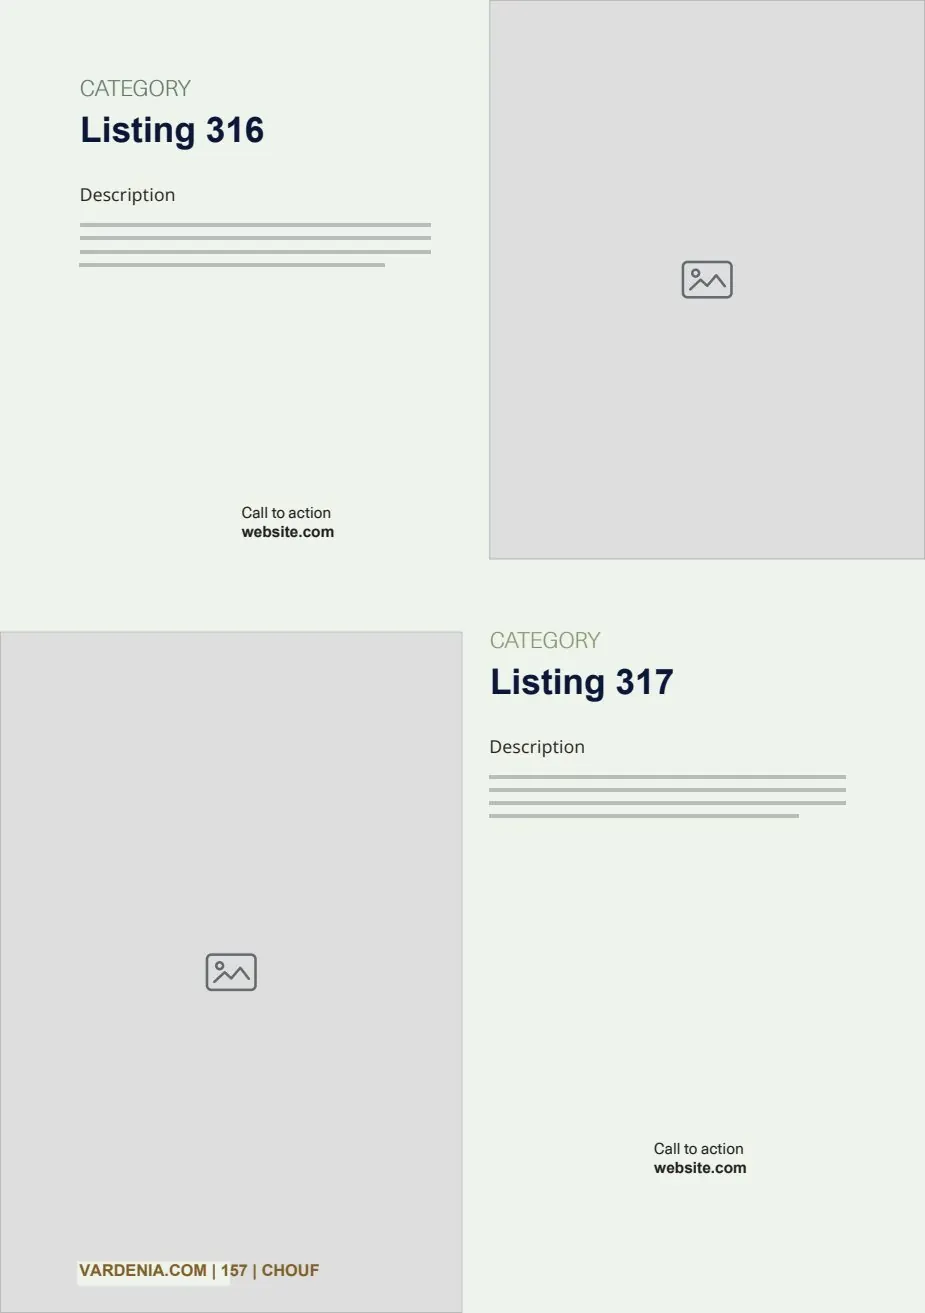 CATEGORY
Listing 316
Description
Call to action
website.com
CATEGORY
Listing 317
Description
Call to action
website.com
VARDENIA.COM | 157 | CHOUF